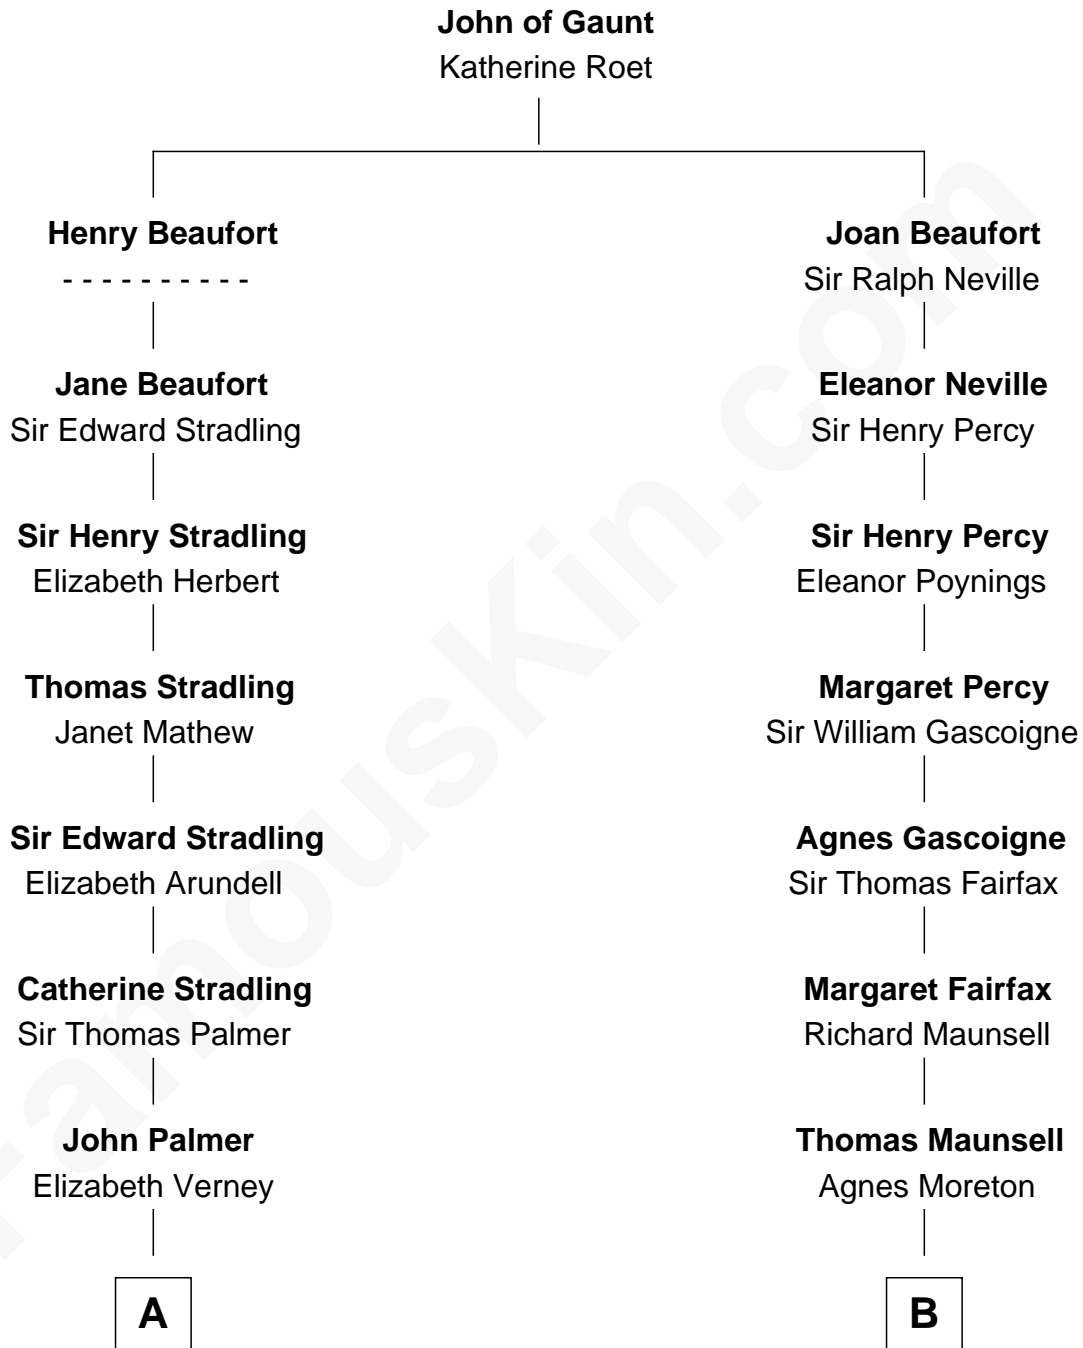 John of Gaunt
Katherine Roet
Henry Beaufort
- - - - - - - - - -
Jane Beaufort
Sir Edward Stradling
Sir Henry Stradling
Elizabeth Herbert
Thomas Stradling
Janet Mathew
Sir Edward Stradling
Elizabeth Arundell
Catherine Stradling
Sir Thomas Palmer
John Palmer
Elizabeth Verney
A
Joan Beaufort
Sir Ralph Neville
Eleanor Neville
Sir Henry Percy
Sir Henry Percy
Eleanor Poynings
Margaret Percy
Sir William Gascoigne
Agnes Gascoigne
Sir Thomas Fairfax
Margaret Fairfax
Richard Maunsell
Thomas Maunsell
Agnes Moreton
B
FamousKin.com